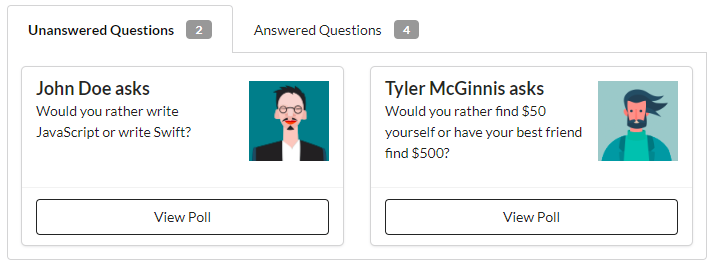 Unanswered Questions 2
Answered Questions 4
John Doe asks
Would you rather write
JavaScript or write Swift?
View Poll
Tyler McGinnis asks
Would you rather find $50
yourself or have your best friend
find $500?
View Poll